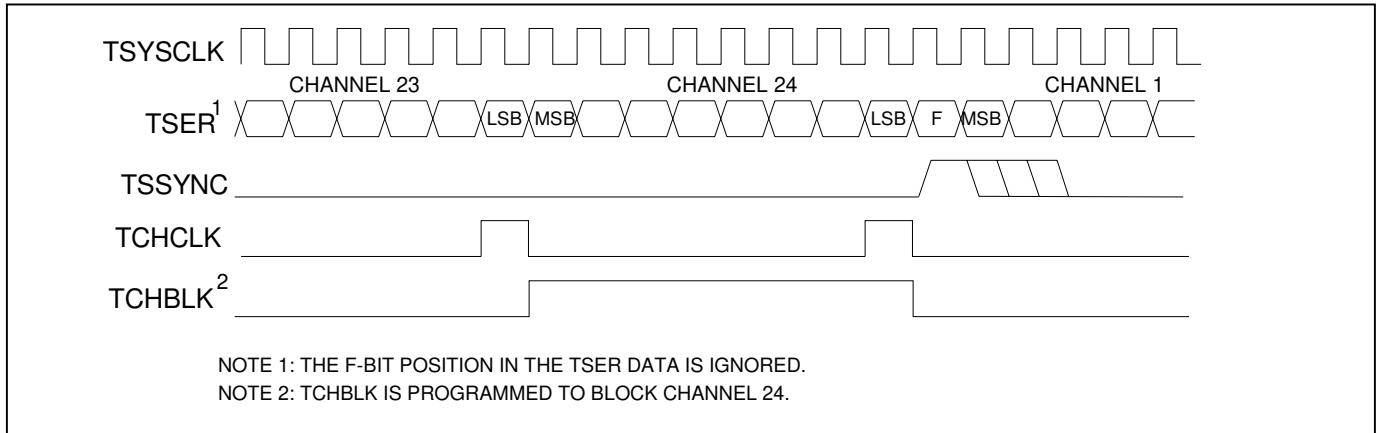 TSYSCLK
CHANNEL 23 CHANNEL 24 CHANNEL 1
TSER1 LSB MSB LSB F MSB
TSSYNC
TCHCLK
TCHBLK2
NOTE 1: THE F-BIT POSITION IN THE TSER DATA IS IGNORED.
NOTE 2: TCHBLK IS PROGRAMMED TO BLOCK CHANNEL 24.